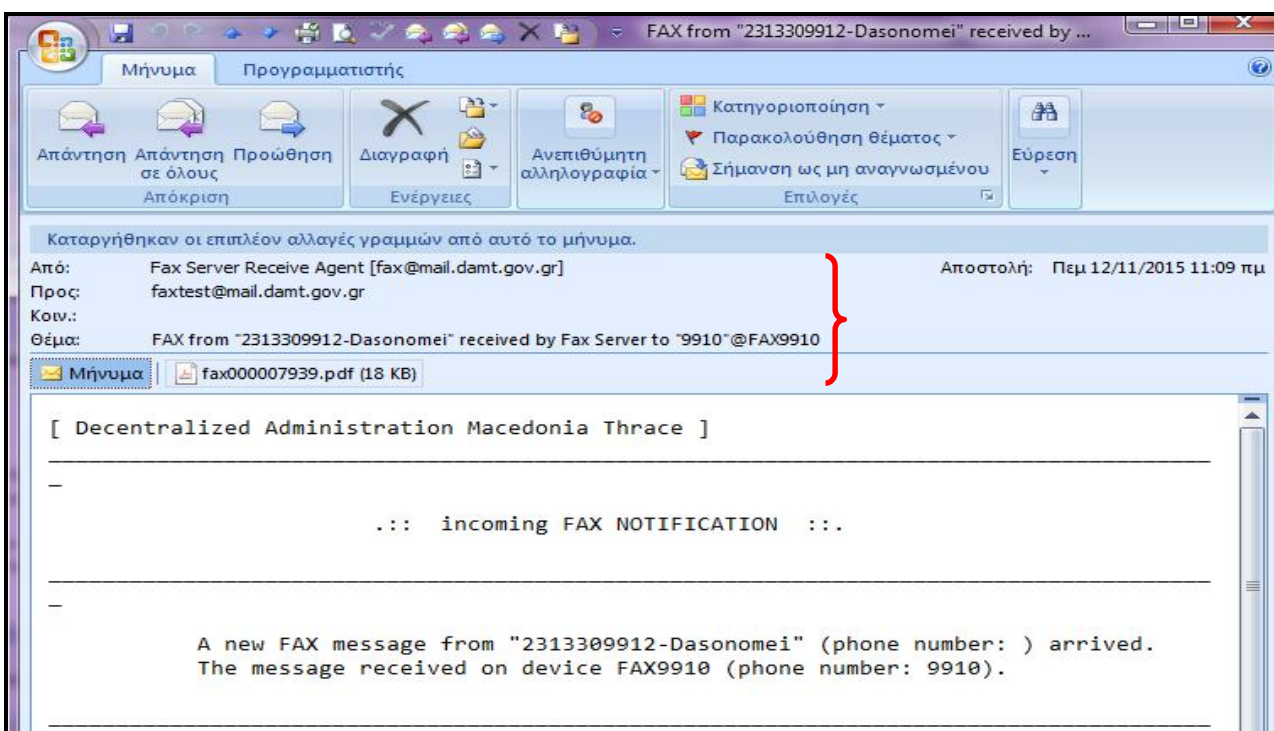 FAX from "2313309912-Dasonomei" received by ...
Μήνυμα Προγραμματιστής
Απάντηση Απάντηση σε όλους Προώθηση
Απόκριση
Διαγραφή
Ενέργειες
Ανεπιθύμητη αλληλογραφία
Κατηγοριοποίηση
Παρακολούθηση θέματος
Σήμανση ως μη αναγνωσμένου
Επιλογές
Εύρεση
Καταργήθηκαν οι επιπλέον αλλαγές γραμμών από αυτό το μήνυμα.
Από: Fax Server Receive Agent [fax@mail.damt.gov.gr] Αποστολή: Πεμ 12/11/2015 11:09 πμ
Προς: faxtest@mail.damt.gov.gr
Κοιν.:
Θέμα: FAX from "2313309912-Dasonomei" received by Fax Server to "9910"@FAX9910
Μήνυμα fax000007939.pdf (18 KB)
[ Decentralized Administration Macedonia Thrace ]
.:: incoming FAX NOTIFICATION ::.
A new FAX message from "2313309912-Dasonomei" (phone number: ) arrived.
The message received on device FAX9910 (phone number: 9910).